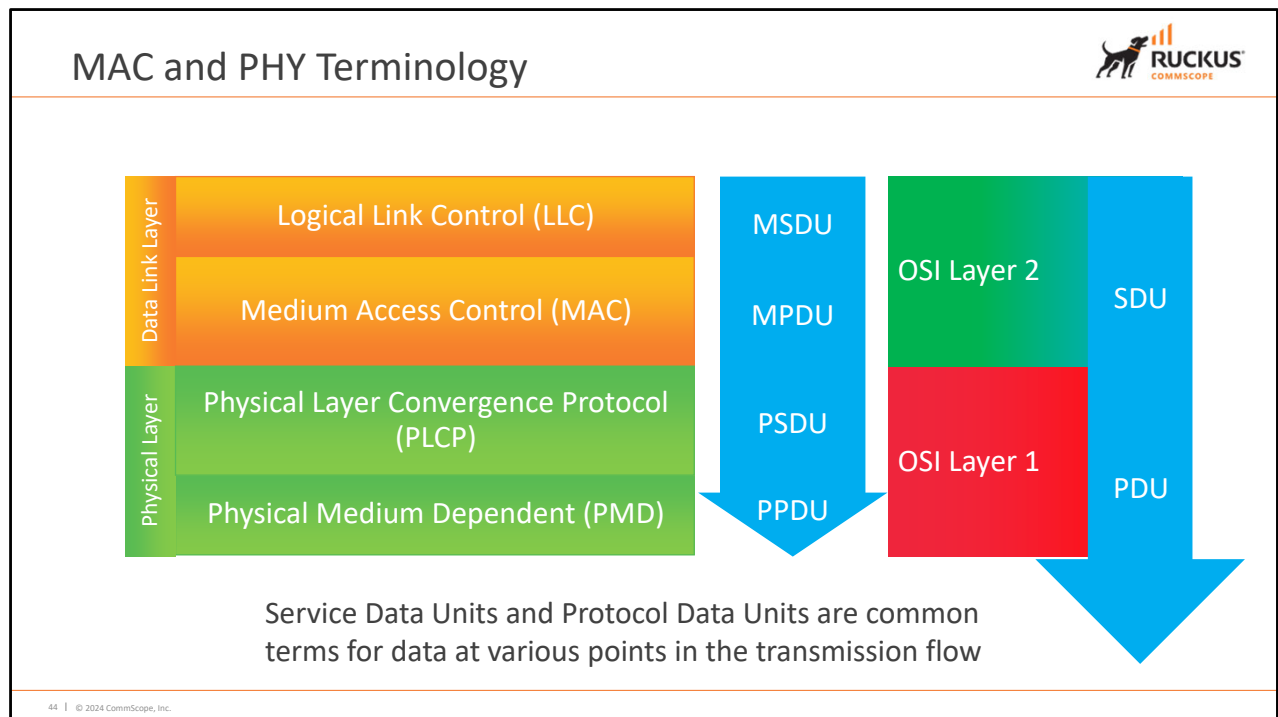 MAC and PHY Terminology
RUCKUS
COMMSCOPE
Data Link Layer
Logical Link Control (LLC)
Medium Access Control (MAC)
Physical Layer
Physical Layer Convergence Protocol
(PLCP)
Physical Medium Dependent (PMD)
MSDU
MPDU
PSDU
PPDU
OSI Layer 2
OSI Layer 1
SDU
PDU
Service Data Units and Protocol Data Units are common
terms for data at various points in the transmission flow
44 | © 2024 CommScope, Inc.